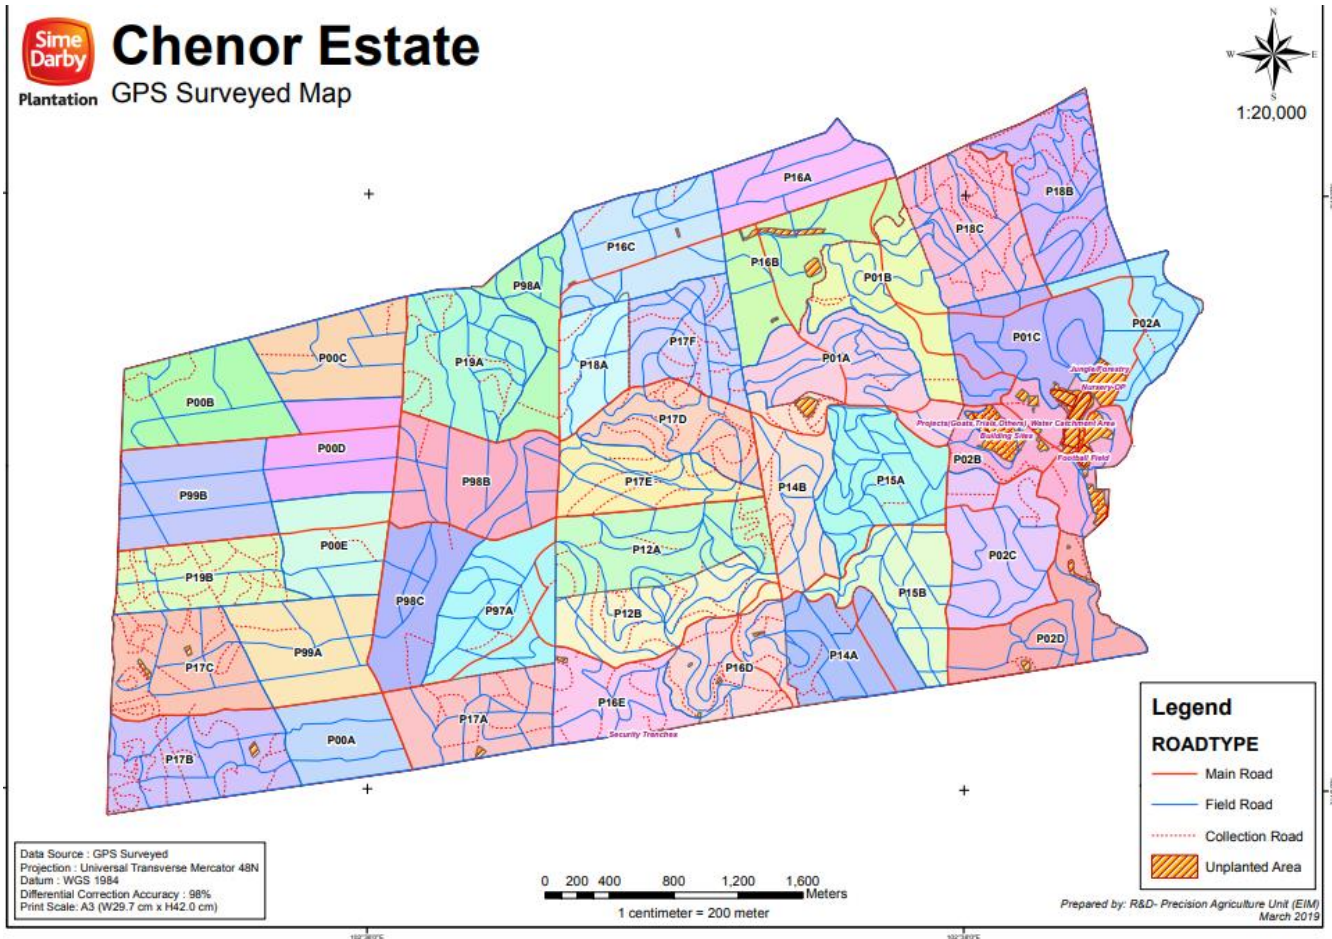 Sime
Darby
Plantation
Chenor Estate
GPS Surveyed Map
N
W
E
S
1:20,000
P16A
P18B
P18C
P16C
P16B
P01B
P98A
P02A
P01C
P17F
P00C
P19A
P18A
P01A
Jungle/Forestry
Nursery-OP
P00B
P17D
Projects(Goats,Trials,Others)
Water Catchment Area
Building Sites
P00D
Football Field
P02B
P98B
P17E
P14B
P15A
P99B
P00E
P12A
P02C
P19B
P98C
P97A
P12B
P15B
P02D
P99A
P17C
P16D
P14A
P16E
P17A
Security Trenches
P00A
P17B
Legend
ROADTYPE
Main Road
Field Road
Collection Road
Unplanted Area
Data Source : GPS Surveyed
Projection : Universal Transverse Mercator 48N
Datum : WGS 1984
Differential Correction Accuracy : 98%
Print Scale: A3 (W29.7 cm x H42.0 cm)
0 200 400 800 1,200 1,600
Meters
1 centimeter = 200 meter
Prepared by: R&D- Precision Agriculture Unit (EIM)
March 2019